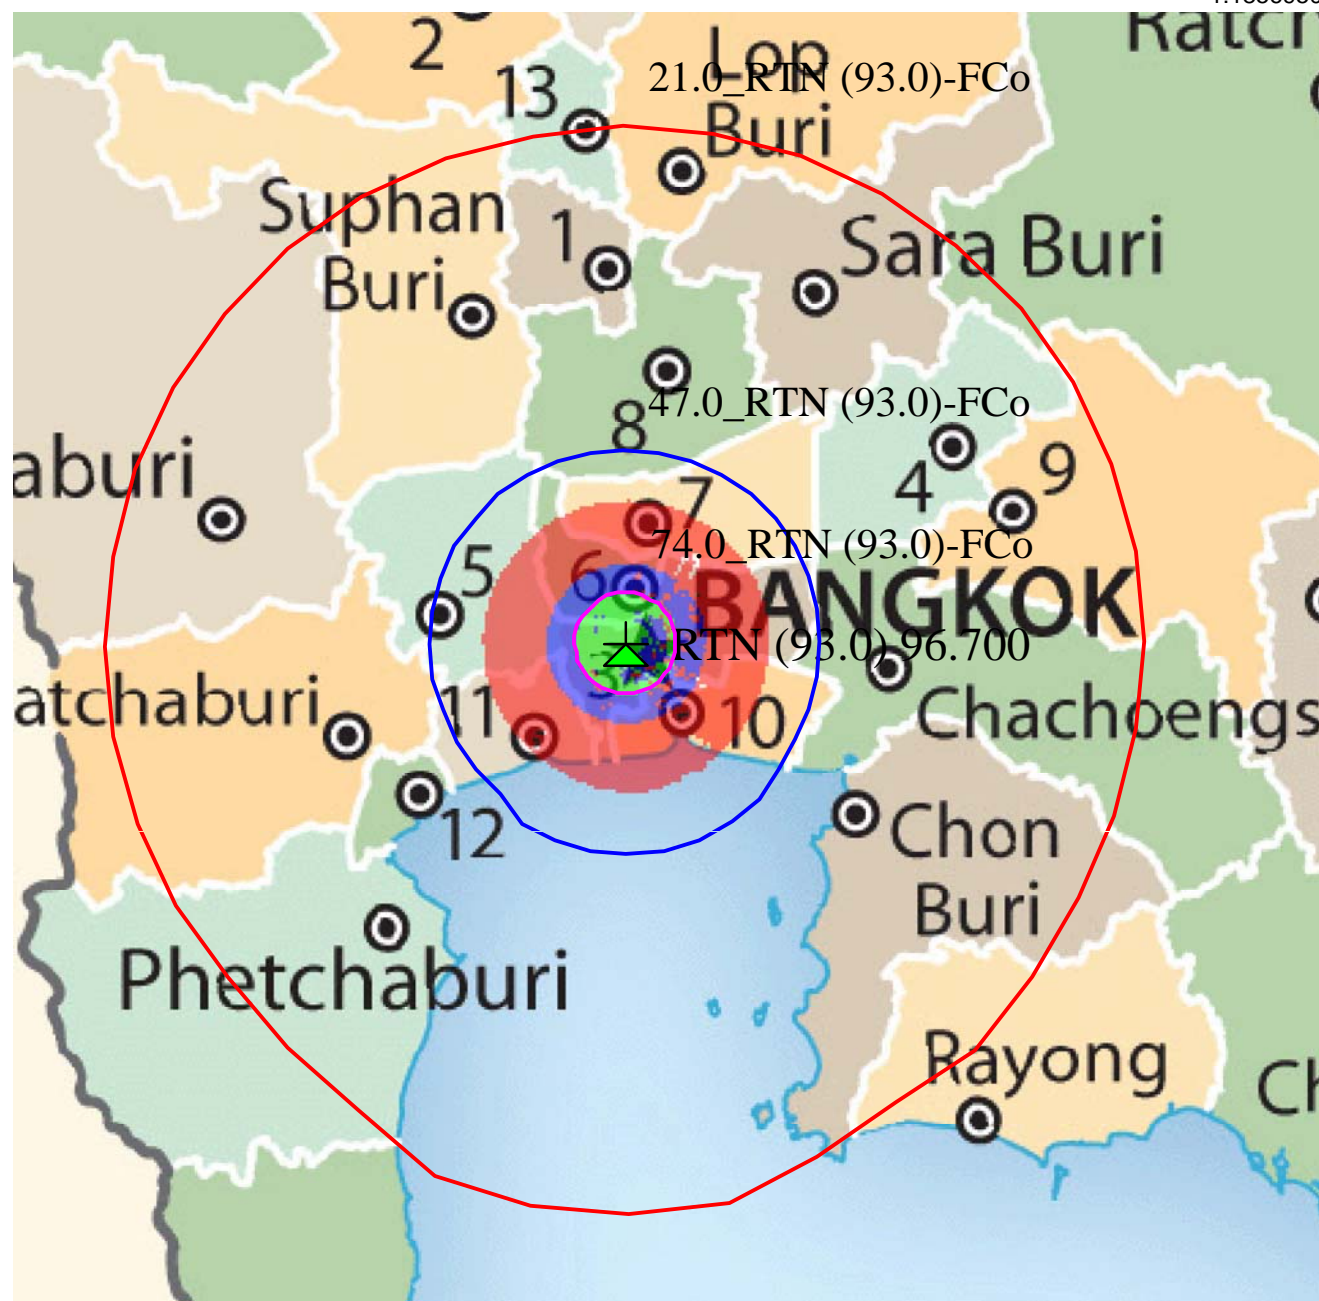 2
13
Lop
Buri
21.0_RTN (93.0)-FCo
Suphan
Buri
1
Sara Buri
8
47.0_RTN (93.0)-FCo
aburi
4
9
7
74.0_RTN (93.0)-FCo
5
6
BANGKOK
RTN (93.0) 96.700
3
atchaburi
11
10
Chachoengs
12
Chon
Buri
Phetchaburi
Rayong
Ch